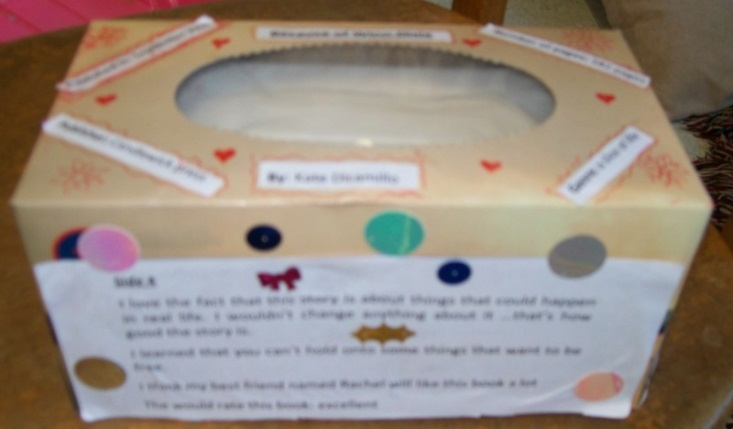 Because of Winn-Dixie
Number of pages: 182 pages
Publisher: Candlewick press
By: Kate Dicamillo
Genre: a
Side 4
I love the fact that this story is about things that could happen
in real life. I wouldn't change anything about it ...that's how
good the story is.
I learned that you can't hold onto some things that want to be
free.
I think my best friend named Rachel will like this book a lot
The would rate this book: excellent